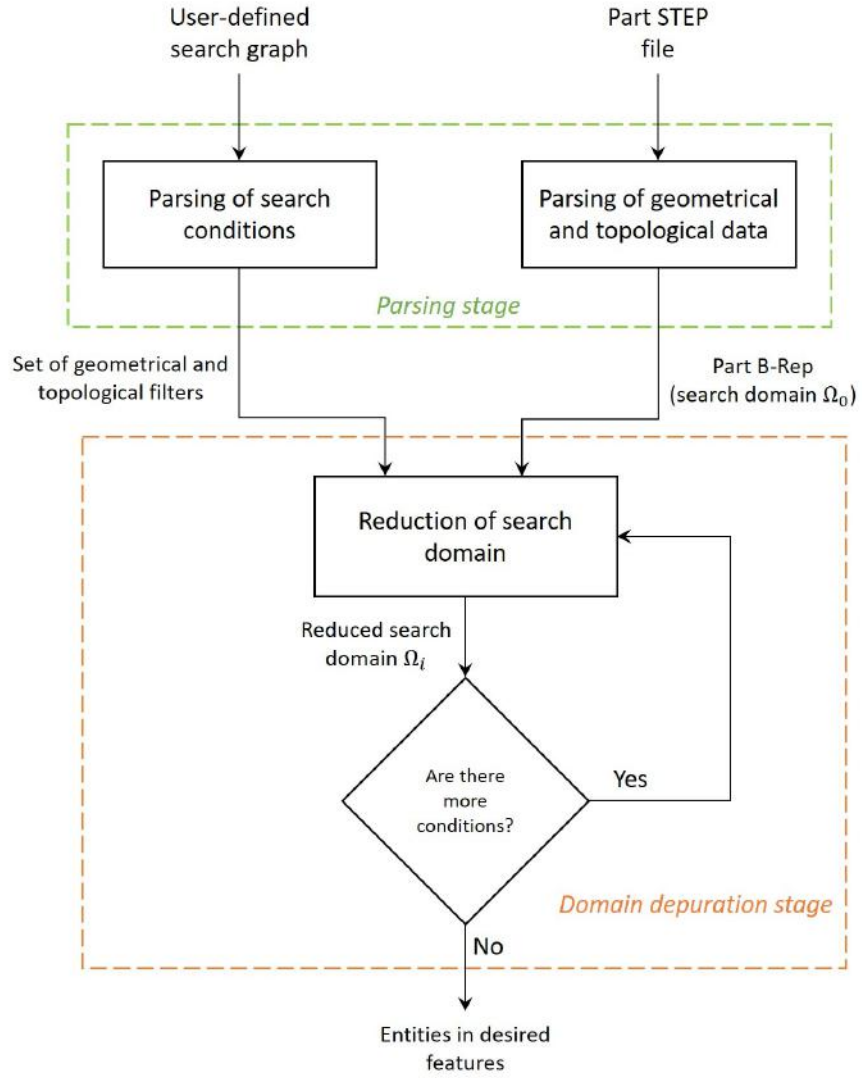 User-defined
search graph
Part STEP
file
Parsing of search
conditions
Parsing of geometrical
and topological data
Parsing stage
Set of geometrical and
topological filters
Part B-Rep
(search domain Ω₀)
Reduction of search
domain
Reduced search
domain Ωᵢ
Are there
more
conditions?
Yes
Domain depuration stage
No
Entities in desired
features